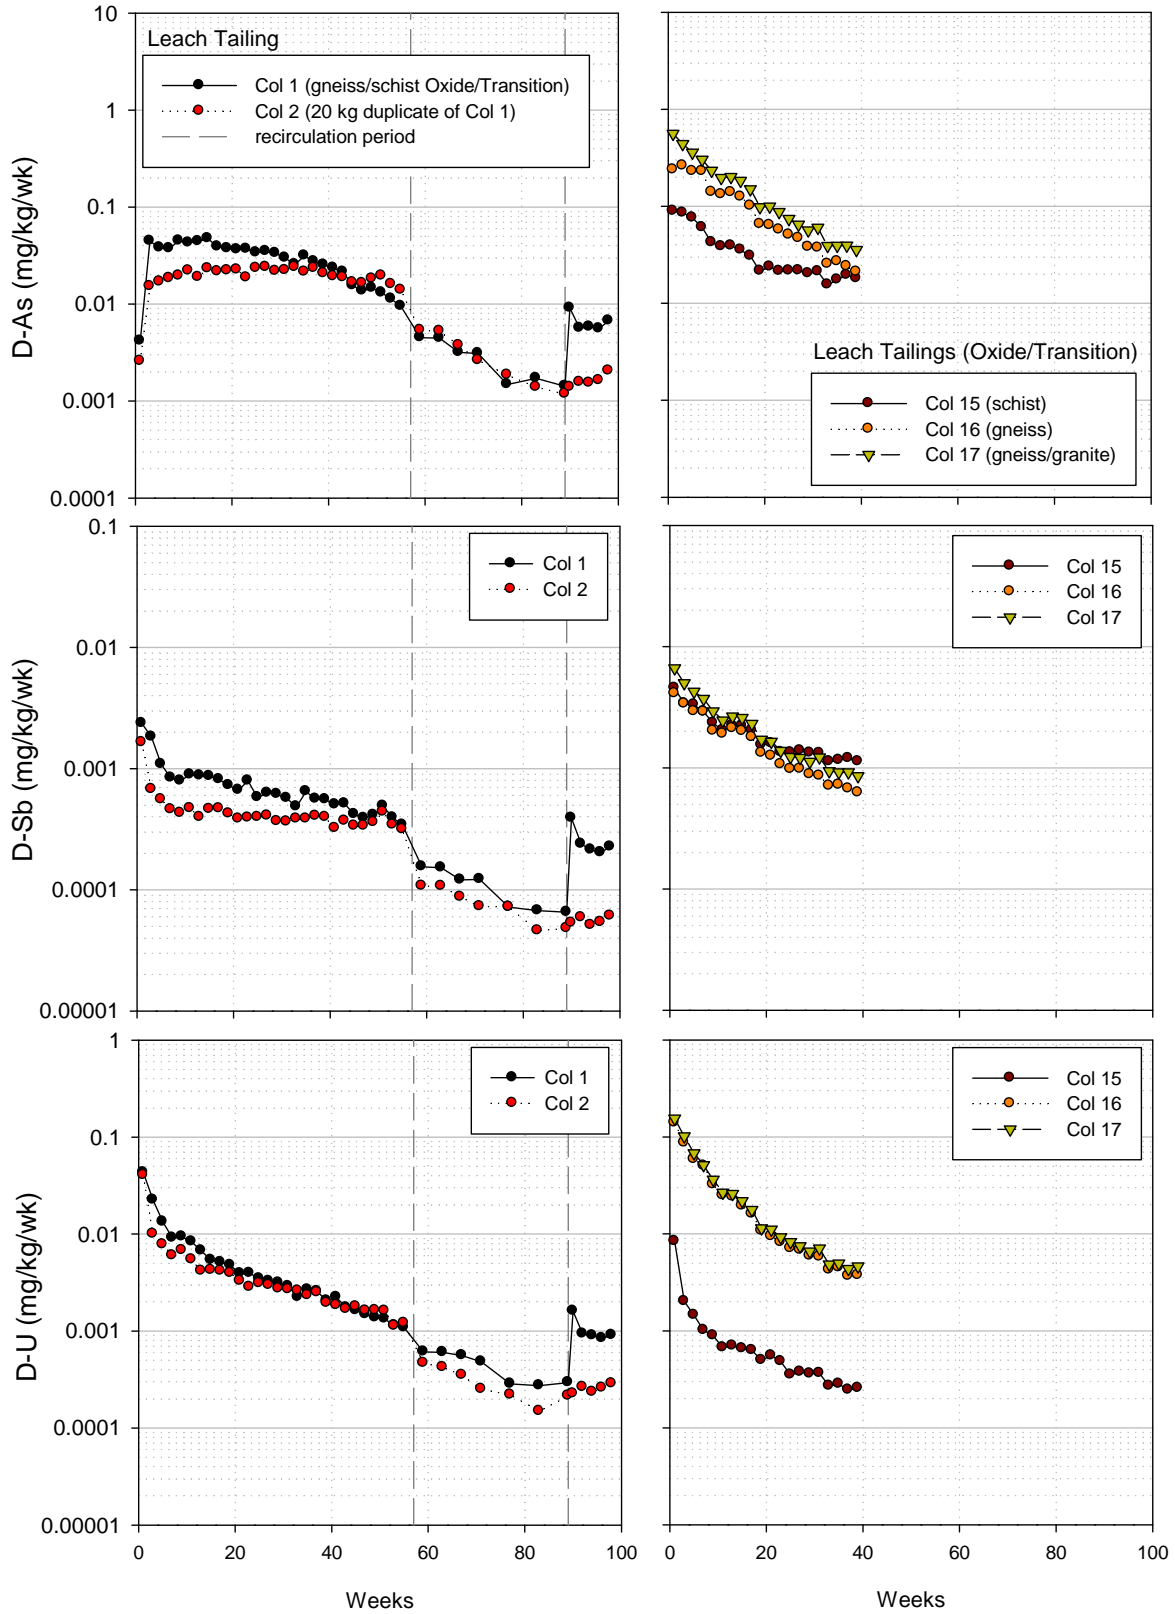 10
1
0.1
0.01
0.001
0.0001
D-As (mg/kg/wk)
Leach Tailing
Col 1 (gneiss/schist Oxide/Transition)
Col 2 (20 kg duplicate of Col 1)
recirculation period
Leach Tailings (Oxide/Transition)
Col 15 (schist)
Col 16 (gneiss)
Col 17 (gneiss/granite)
0.1
0.01
0.001
0.0001
0.00001
D-Sb (mg/kg/wk)
Col 1
Col 2
Col 15
Col 16
Col 17
1
0.1
0.01
0.001
0.0001
0.00001
D-U (mg/kg/wk)
Col 1
Col 2
Col 15
Col 16
Col 17
0 20 40 60 80 100
Weeks
0 20 40 60 80 100
Weeks